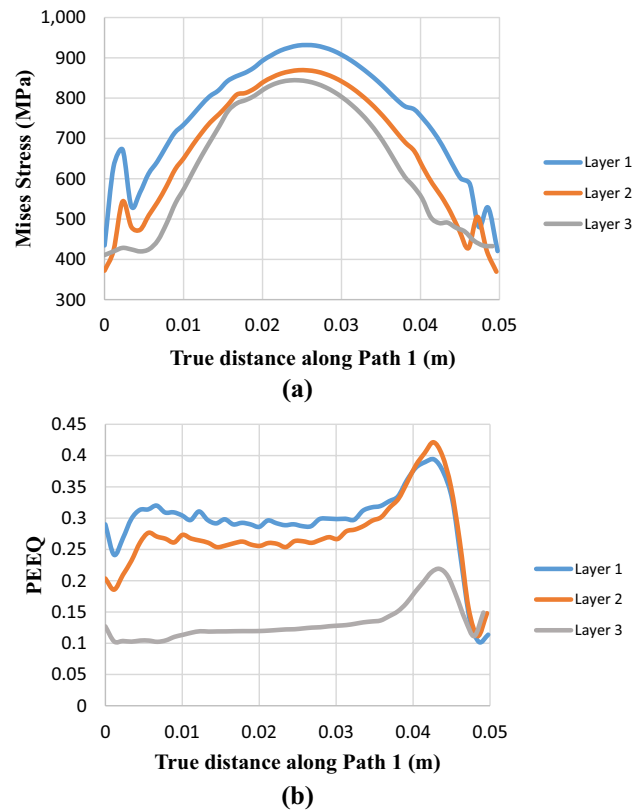 1,000
900
800
700
600
500
400
300
Mises Stress (MPa)
0
0.01
0.02
0.03
0.04
0.05
True distance along Path 1 (m)
Layer 1
Layer 2
Layer 3
(a)
0.45
0.4
0.35
0.3
0.25
0.2
0.15
0.1
0.05
0
PEEQ
0
0.01
0.02
0.03
0.04
0.05
True distance along Path 1 (m)
Layer 1
Layer 2
Layer 3
(b)